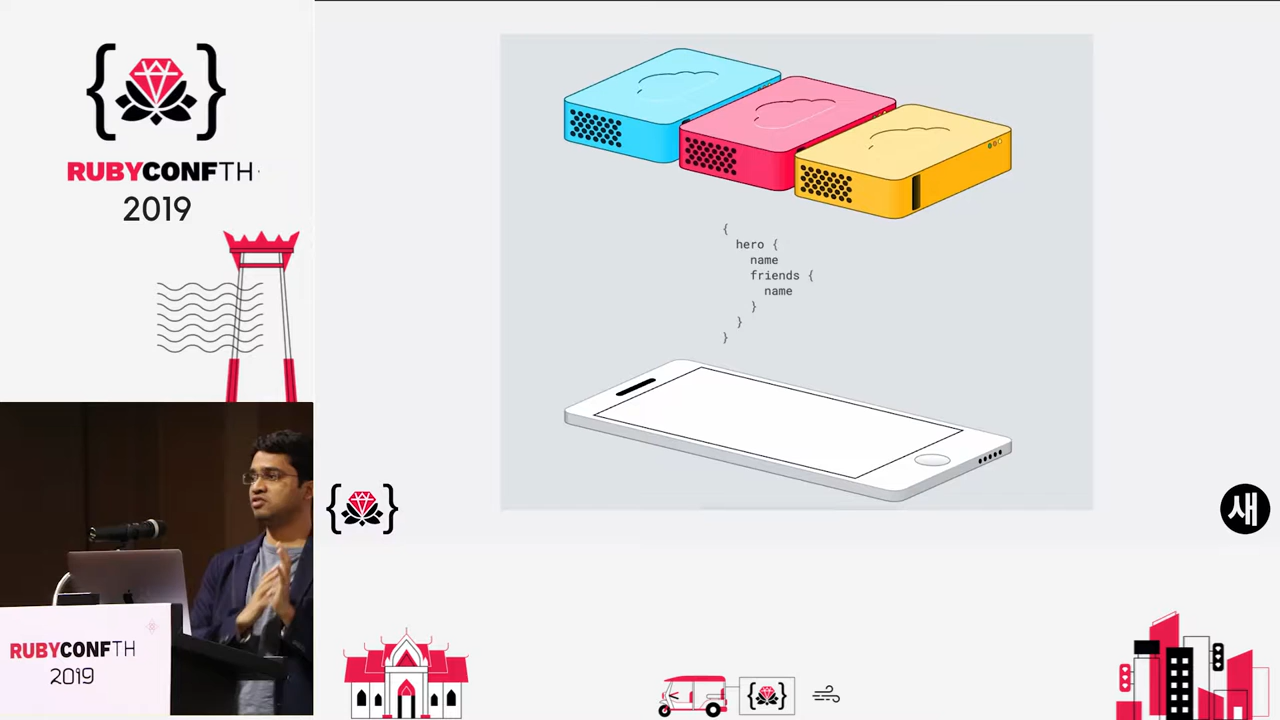 RUBYCONFTH
2019
{
hero {
name
friends {
name
}
}
}
새
RUBYCONFTH
2019